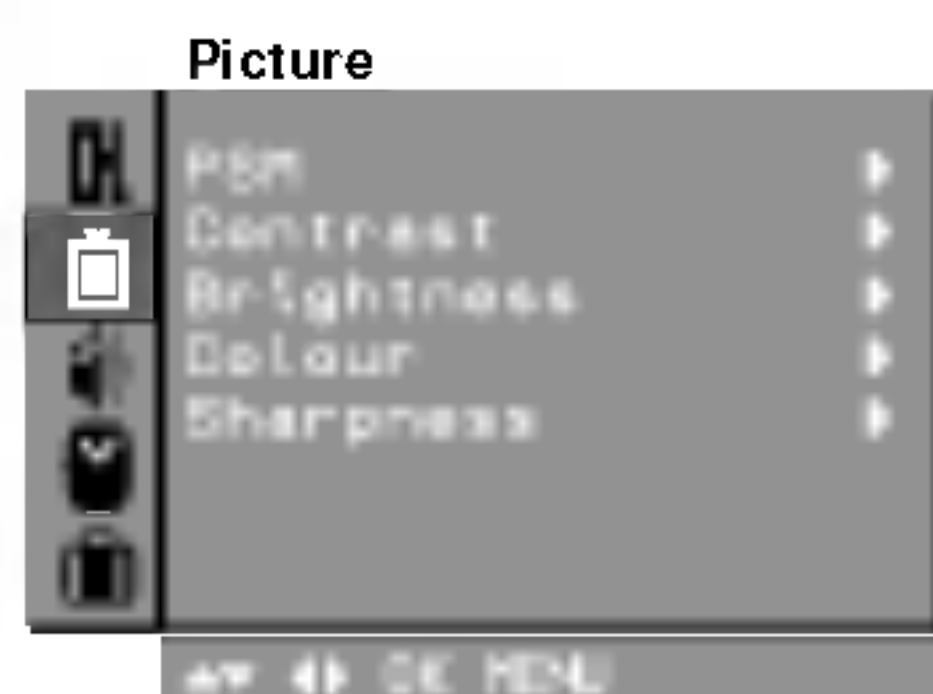 Picture
PSM
Contrast
Brightness
Colour
Sharpness
▲▼ ◀▶ OK MENU